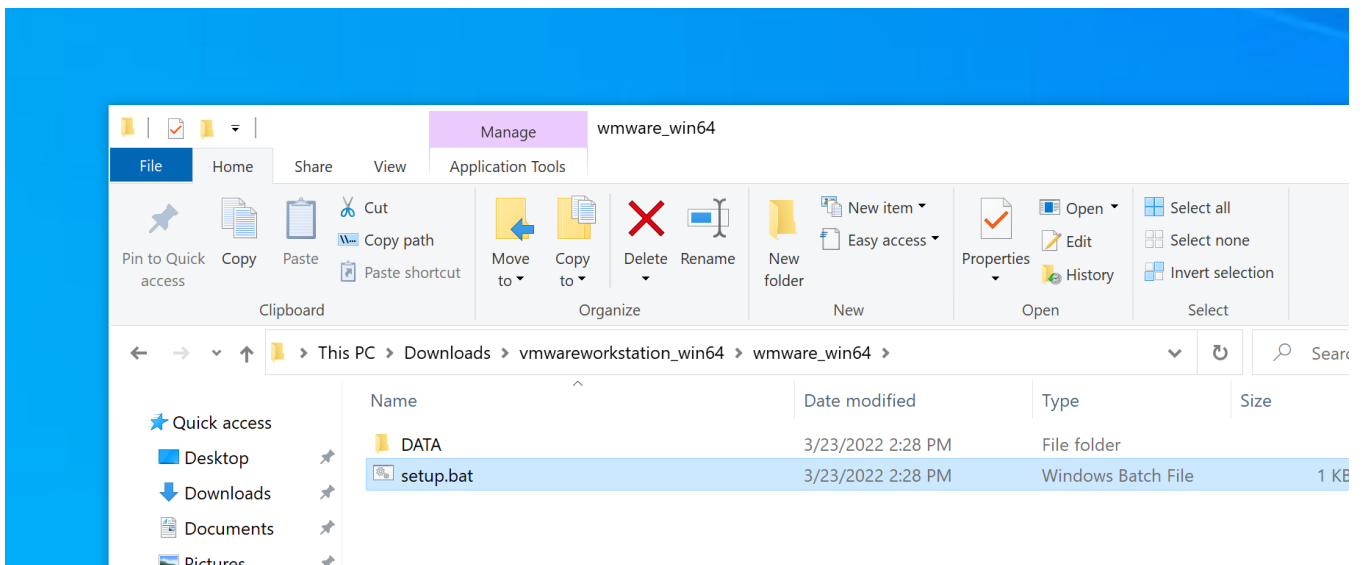 Manage wmware_win64
File Home Share View Application Tools
Pin to Quick access
Copy
Paste
Cut
Copy path
Paste shortcut
Clipboard
Move to
Copy to
Delete
Rename
Organize
New folder
New item
Easy access
New
Properties
Open
Edit
History
Open
Select all
Select none
Invert selection
Select
This PC > Downloads > vmwareworkstation_win64 > wmware_win64 >
Quick access
Desktop
Downloads
Documents
Pictures
Name Date modified Type Size
DATA 3/23/2022 2:28 PM File folder
setup.bat 3/23/2022 2:28 PM Windows Batch File 1 KB